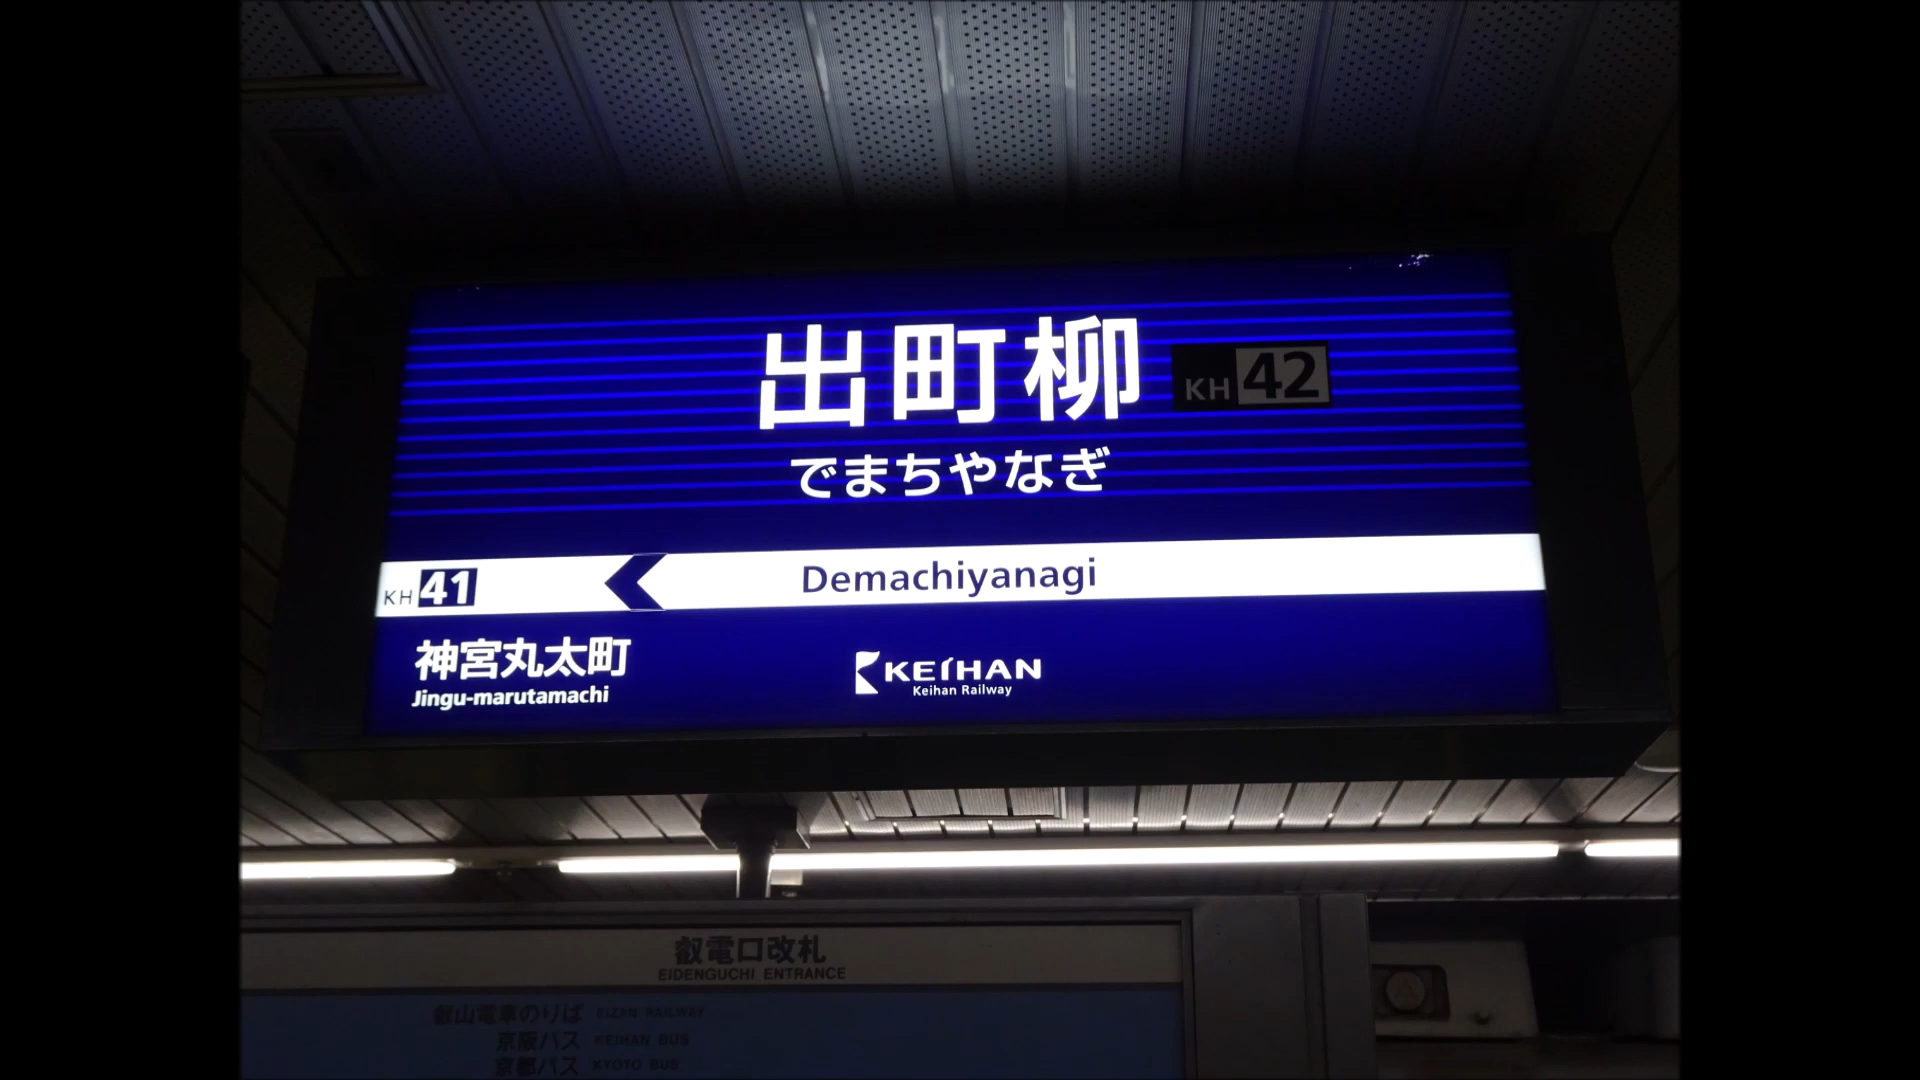 出町柳 KH 42
でまちやなぎ
KH 41 Demachiyanagi
神宮丸太町
Jingu-marutamachi
KEIHAN
Keihan Railway
叡電口改札
EIDENGUCHI ENTRANCE
叡山電車のりば EIZAN RAILWAY
京阪バス KEIHAN BUS
京都バス KYOTO BUS